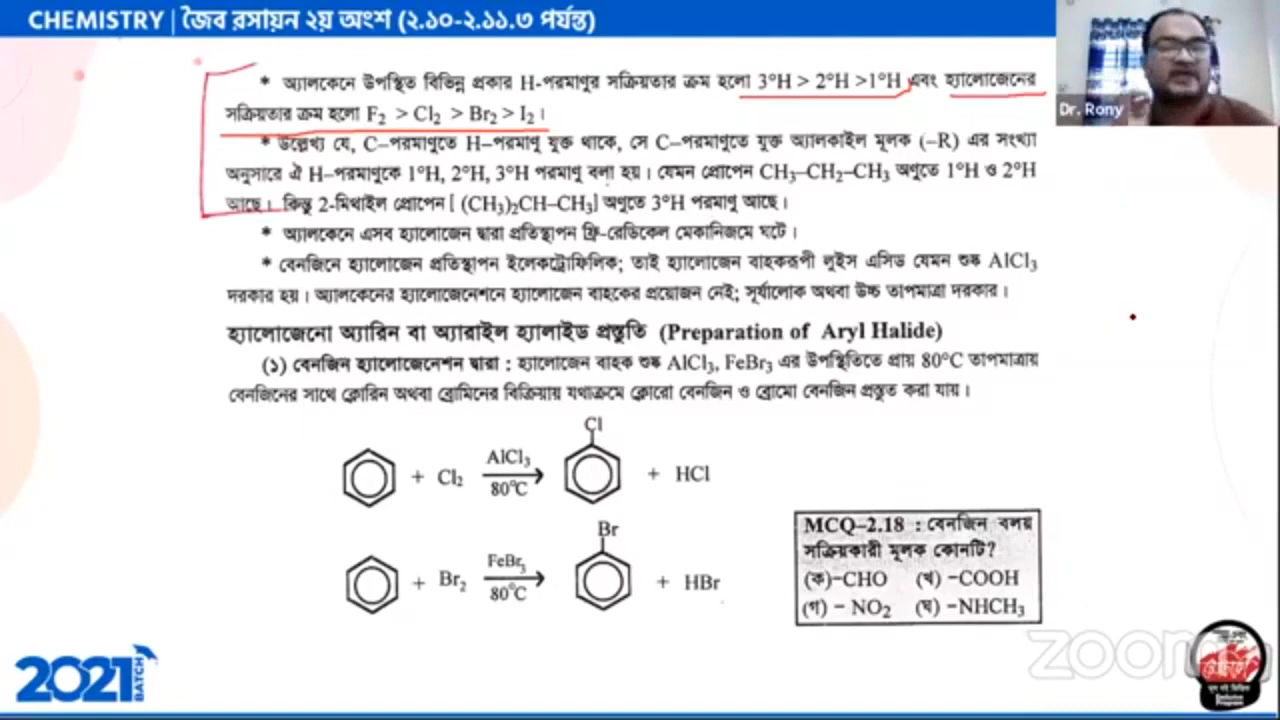 CHEMISTRY | জৈব রসায়ন ২য় অংশ (২.১০-২.১১.৩ পর্যন্ত)
Dr. Rony
* অ্যালকেনে উপস্থিত বিভিন্ন প্রকার H-পরমাণুর সক্রিয়তার ক্রম হলো 3°H > 2°H >1°H এবং হ্যালোজেনের
সক্রিয়তার ক্রম হলো F₂ > Cl₂ > Br₂ > I₂ ।
* উল্লেখ্য যে, C–পরমাণুতে H–পরমাণু যুক্ত থাকে, সে C–পরমাণুতে যুক্ত অ্যালকাইল মূলক (–R) এর সংখ্যা
অনুসারে ঐ H–পরমাণুকে 1°H, 2°H, 3°H পরমাণু বলা হয়। যেমন প্রোপেন CH₃–CH₂–CH₃ অণুতে 1°H ও 2°H
আছে। কিন্তু 2-মিথাইল প্রোপেন [ (CH₃)₂CH–CH₃] অণুতে 3°H পরমাণু আছে।
* অ্যালকেনে এসব হ্যালোজেন দ্বারা প্রতিস্থাপন ফ্রি-রেডিকেল মেকানিজমে ঘটে।
* বেনজিনে হ্যালোজেন প্রতিস্থাপন ইলেকট্রোফিলিক; তাই হ্যালোজেন বাহকরূপী লুইস এসিড যেমন শুষ্ক AlCl₃
দরকার হয়। অ্যালকেনের হ্যালোজেনেশনে হ্যালোজেন বাহকের প্রয়োজন নেই; সূর্যালোক অথবা উচ্চ তাপমাত্রা দরকার।
হ্যালোজেনো অ্যারিন বা অ্যারাইল হ্যালাইড প্রস্তুতি (Preparation of Aryl Halide)
(১) বেনজিন হ্যালোজেনেশন দ্বারা : হ্যালোজেন বাহক শুষ্ক AlCl₃, FeBr₃ এর উপস্থিতিতে প্রায় 80°C তাপমাত্রায়
বেনজিনের সাথে ক্লোরিন অথবা ব্রোমিনের বিক্রিয়ায় যথাক্রমে ক্লোরো বেনজিন ও ব্রোমো বেনজিন প্রস্তুত করা যায়।
Cl
+ Cl₂ AlCl₃ 80°C + HCl
Br
+ Br₂ FeBr₃ 80°C + HBr
MCQ–2.18 : বেনজিন বলয়
সক্রিয়কারী মূলক কোনটি?
(ক)–CHO (খ) –COOH
(গ) – NO₂ (ঘ) –NHCH₃
2021 BATCH
zoom